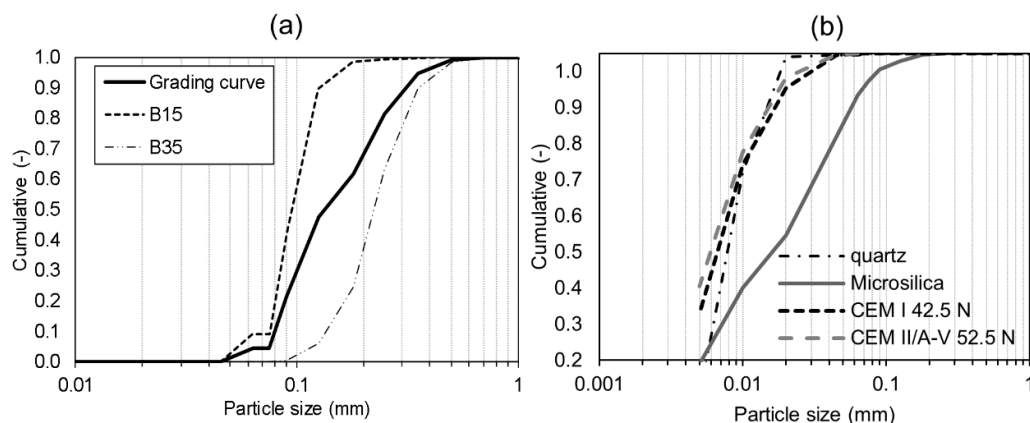 (a)
1.0
0.9
0.8
0.7
0.6
0.5
0.4
0.3
0.2
0.1
0.0
Cumulative (-)
Grading curve
B15
B35
0.01
0.1
1
Particle size (mm)
(b)
1.0
0.9
0.8
0.7
0.6
0.5
0.4
0.3
0.2
Cumulative (-)
quartz
Microsilica
CEM I 42.5 N
CEM II/A-V 52.5 N
0.001
0.01
0.1
1
Particle size (mm)